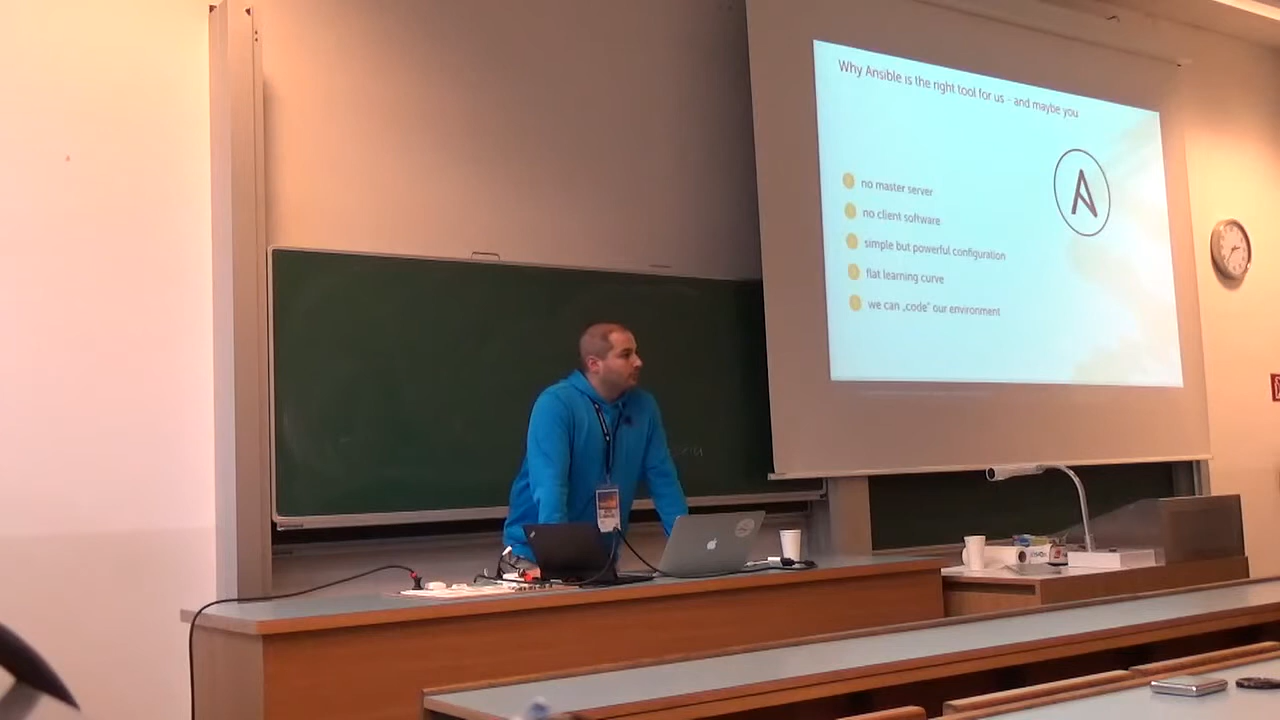 Why Ansible is the right tool for us - and maybe you
no master server
no client software
simple but powerful configuration
flat learning curve
we can „code" our environment